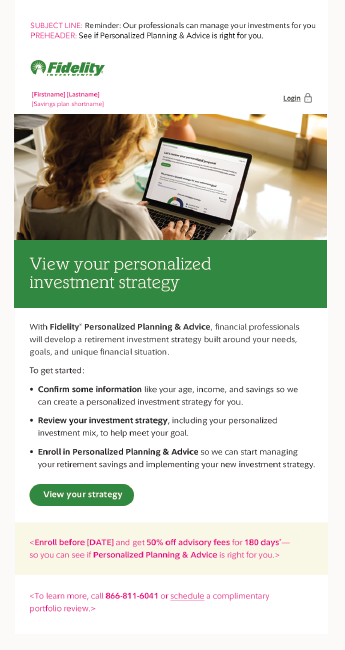 SUBJECT LINE: Reminder: Our professionals can manage your investments for you
PREHEADER: See if Personalized Planning & Advice is right for you.
Fidelity
INVESTMENTS
[Firstname] [Lastname]
[Savings plan shortname]
Login
View your personalized
investment strategy
With Fidelity® Personalized Planning & Advice, financial professionals
will develop a retirement investment strategy built around your needs,
goals, and unique financial situation.
To get started:
• Confirm some information like your age, income, and savings so we
can create a personalized investment strategy for you.
• Review your investment strategy, including your personalized
investment mix, to help meet your goal.
• Enroll in Personalized Planning & Advice so we can start managing
your retirement savings and implementing your new investment strategy.
View your strategy
<Enroll before [DATE] and get 50% off advisory fees for 180 days*—
so you can see if Personalized Planning & Advice is right for you.>
<To learn more, call 866-811-6041 or schedule a complimentary
portfolio review.>